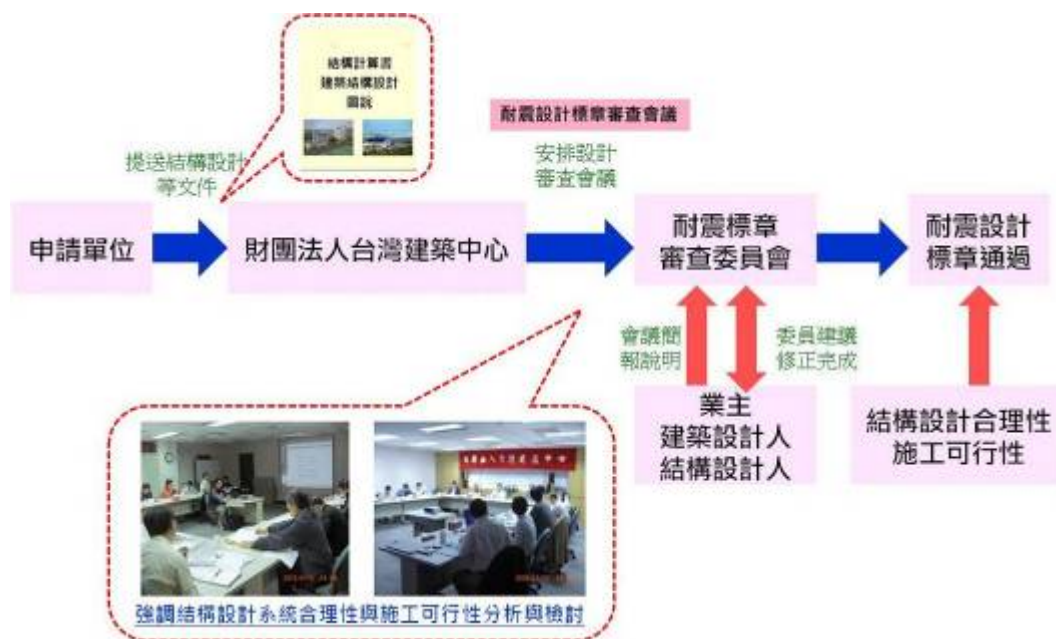 結構計算書
建築結構設計
圖說
耐震設計標章審查會議
提送結構設計
等文件
安排設計
審查會議
申請單位
財團法人台灣建築中心
耐震標章
審查委員會
耐震設計
標章通過
會議簡
報說明
委員建議
修正完成
業主
建築設計人
結構設計人
結構設計合理性
施工可行性
強調結構設計系統合理性與施工可行性分析與檢討